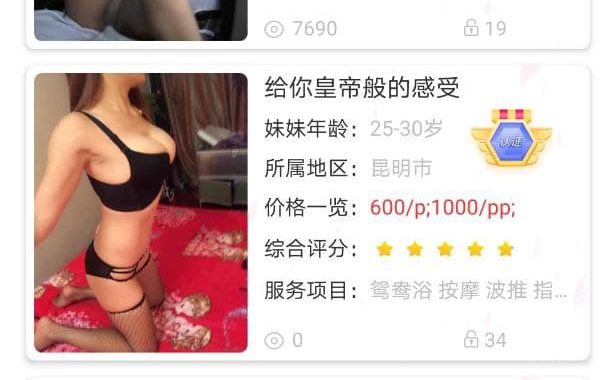 7690 19
给你皇帝般的感受
妹妹年龄：25-30岁
认证
所属地区：昆明市
价格一览：600/p;1000/pp;
综合评分：
服务项目：鸳鸯浴 按摩 波推 指...
0 34